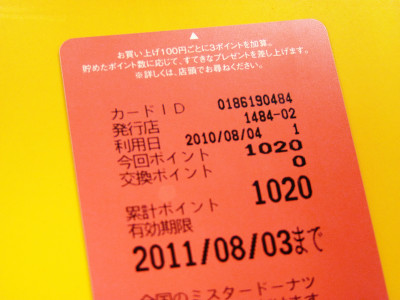 お買い上げ100円ごとに3ポイントを加算。
貯めたポイント数に応じて、すてきなプレゼントを差し上げます。
※詳しくは、店頭でお尋ねください。
カードID 0186190484
発行店 1484-02
利用日 2010/08/04 1
今回ポイント 1020
交換ポイント 0
累計ポイント 1020
有効期限
2011/08/03まで
全国のミスタードーナツ